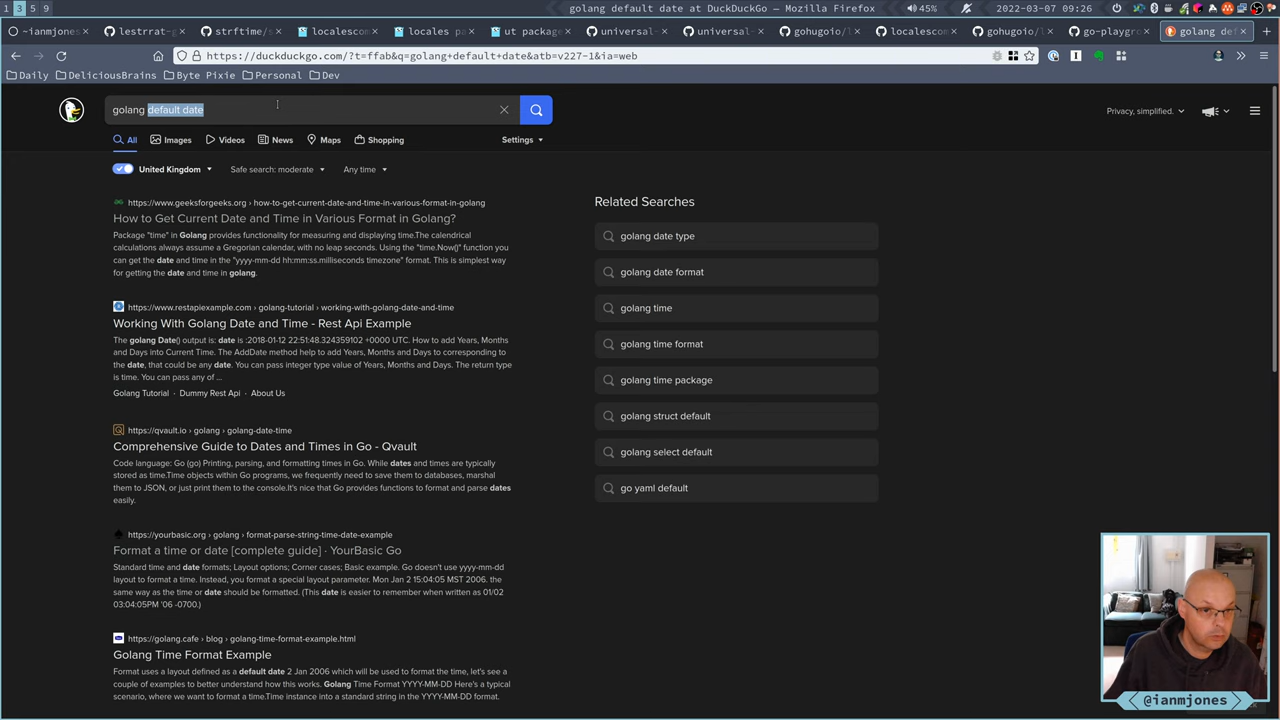 1 3 5 9
golang default date at DuckDuckGo — Mozilla Firefox
45%
2022-03-07 09:26
~ianmjones
lestrrat-g
strftime/s
localescom
locales pa
ut package
universal-
universal-
gohugoio/l
localescom
gohugoio/l
go-playgro
golang def
https://duckduckgo.com/?t=ffab&q=golang+default+date&atb=v227-1&ia=web
Daily DeliciousBrains Byte Pixie Personal Dev
golang default date
Privacy, simplified.
All Images Videos News Maps Shopping Settings
United Kingdom Safe search: moderate Any time
https://www.geeksforgeeks.org › how-to-get-current-date-and-time-in-various-format-in-golang
How to Get Current Date and Time in Various Format in Golang?
Package "time" in Golang provides functionality for measuring and displaying time.The calendrical
calculations always assume a Gregorian calendar, with no leap seconds. Using the "time.Now()" function you
can get the date and time in the "yyyy-mm-dd hh:mm:ss.milliseconds timezone" format. This is simplest way
for getting the date and time in golang.
https://www.restapiexample.com › golang-tutorial › working-with-golang-date-and-time
Working With Golang Date and Time - Rest Api Example
The golang Date() output is: date is :2018-01-12 22:51:48.324359102 +0000 UTC. How to add Years, Months
and Days into Current Time. The AddDate method help to add Years, Months and Days to corresponding to
the date, that could be any date. You can pass integer type value of Years, Months and Days. The return type
is time. You can pass any of ...
Golang Tutorial · Dummy Rest Api · About Us
https://qvault.io › golang › golang-date-time
Comprehensive Guide to Dates and Times in Go - Qvault
Code language: Go (go) Printing, parsing, and formatting times in Go. While dates and times are typically
stored as time.Time objects within Go programs, we frequently need to save them to databases, marshal
them to JSON, or just print them to the console.It's nice that Go provides functions to format and parse dates
easily.
https://yourbasic.org › golang › format-parse-string-time-date-example
Format a time or date [complete guide] · YourBasic Go
Standard time and date formats; Layout options; Corner cases; Basic example. Go doesn't use yyyy-mm-dd
layout to format a time. Instead, you format a special layout parameter. Mon Jan 2 15:04:05 MST 2006. the
same way as the time or date should be formatted. (This date is easier to remember when written as 01/02
03:04:05PM '06 -0700.)
https://golang.cafe › blog › golang-time-format-example.html
Golang Time Format Example
Format uses a layout defined as a default date 2 Jan 2006 which will be used to format the time, let's see a
couple of examples to better understand how this works. Golang Time Format YYYY-MM-DD Here's a typical
scenario, where we want to format a time.Time instance into a standard string in the YYYY-MM-DD format.
Related Searches
golang date type
golang date format
golang time
golang time format
golang time package
golang struct default
golang select default
go yaml default
@ianmjones